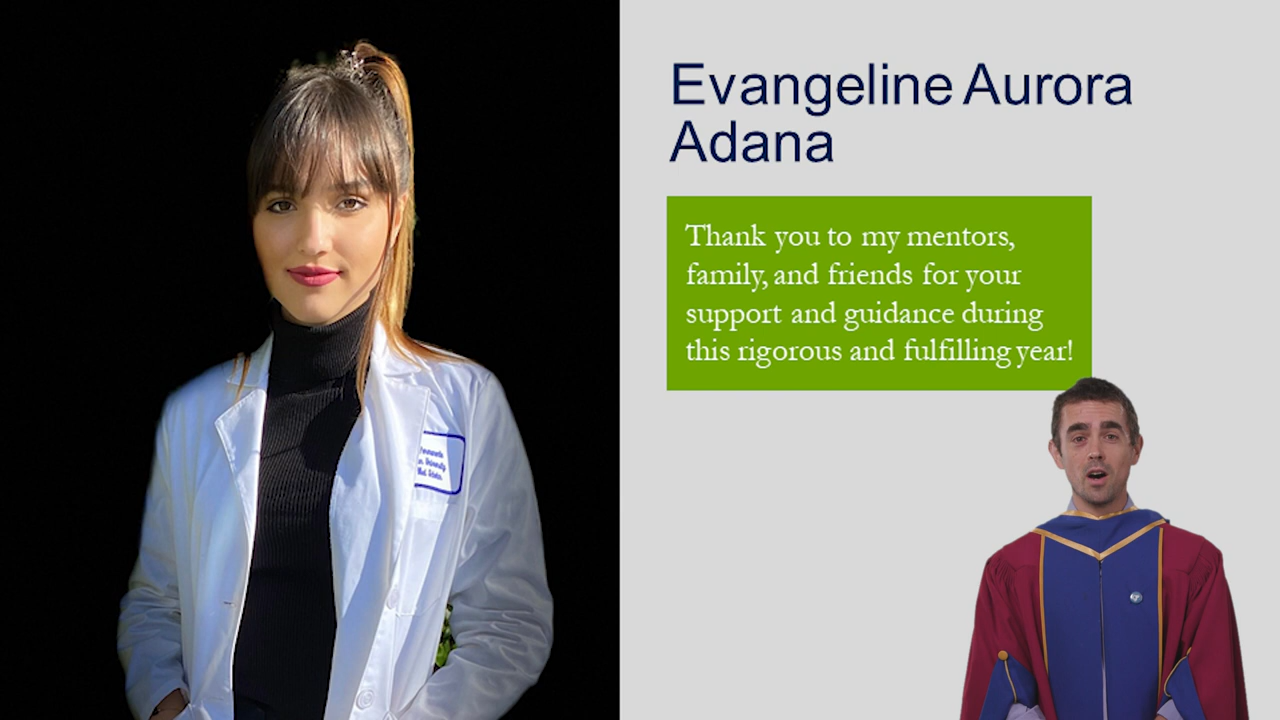 Evangeline Aurora
Adana
Thank you to my mentors,
family, and friends for your
support and guidance during
this rigorous and fulfilling year!
University